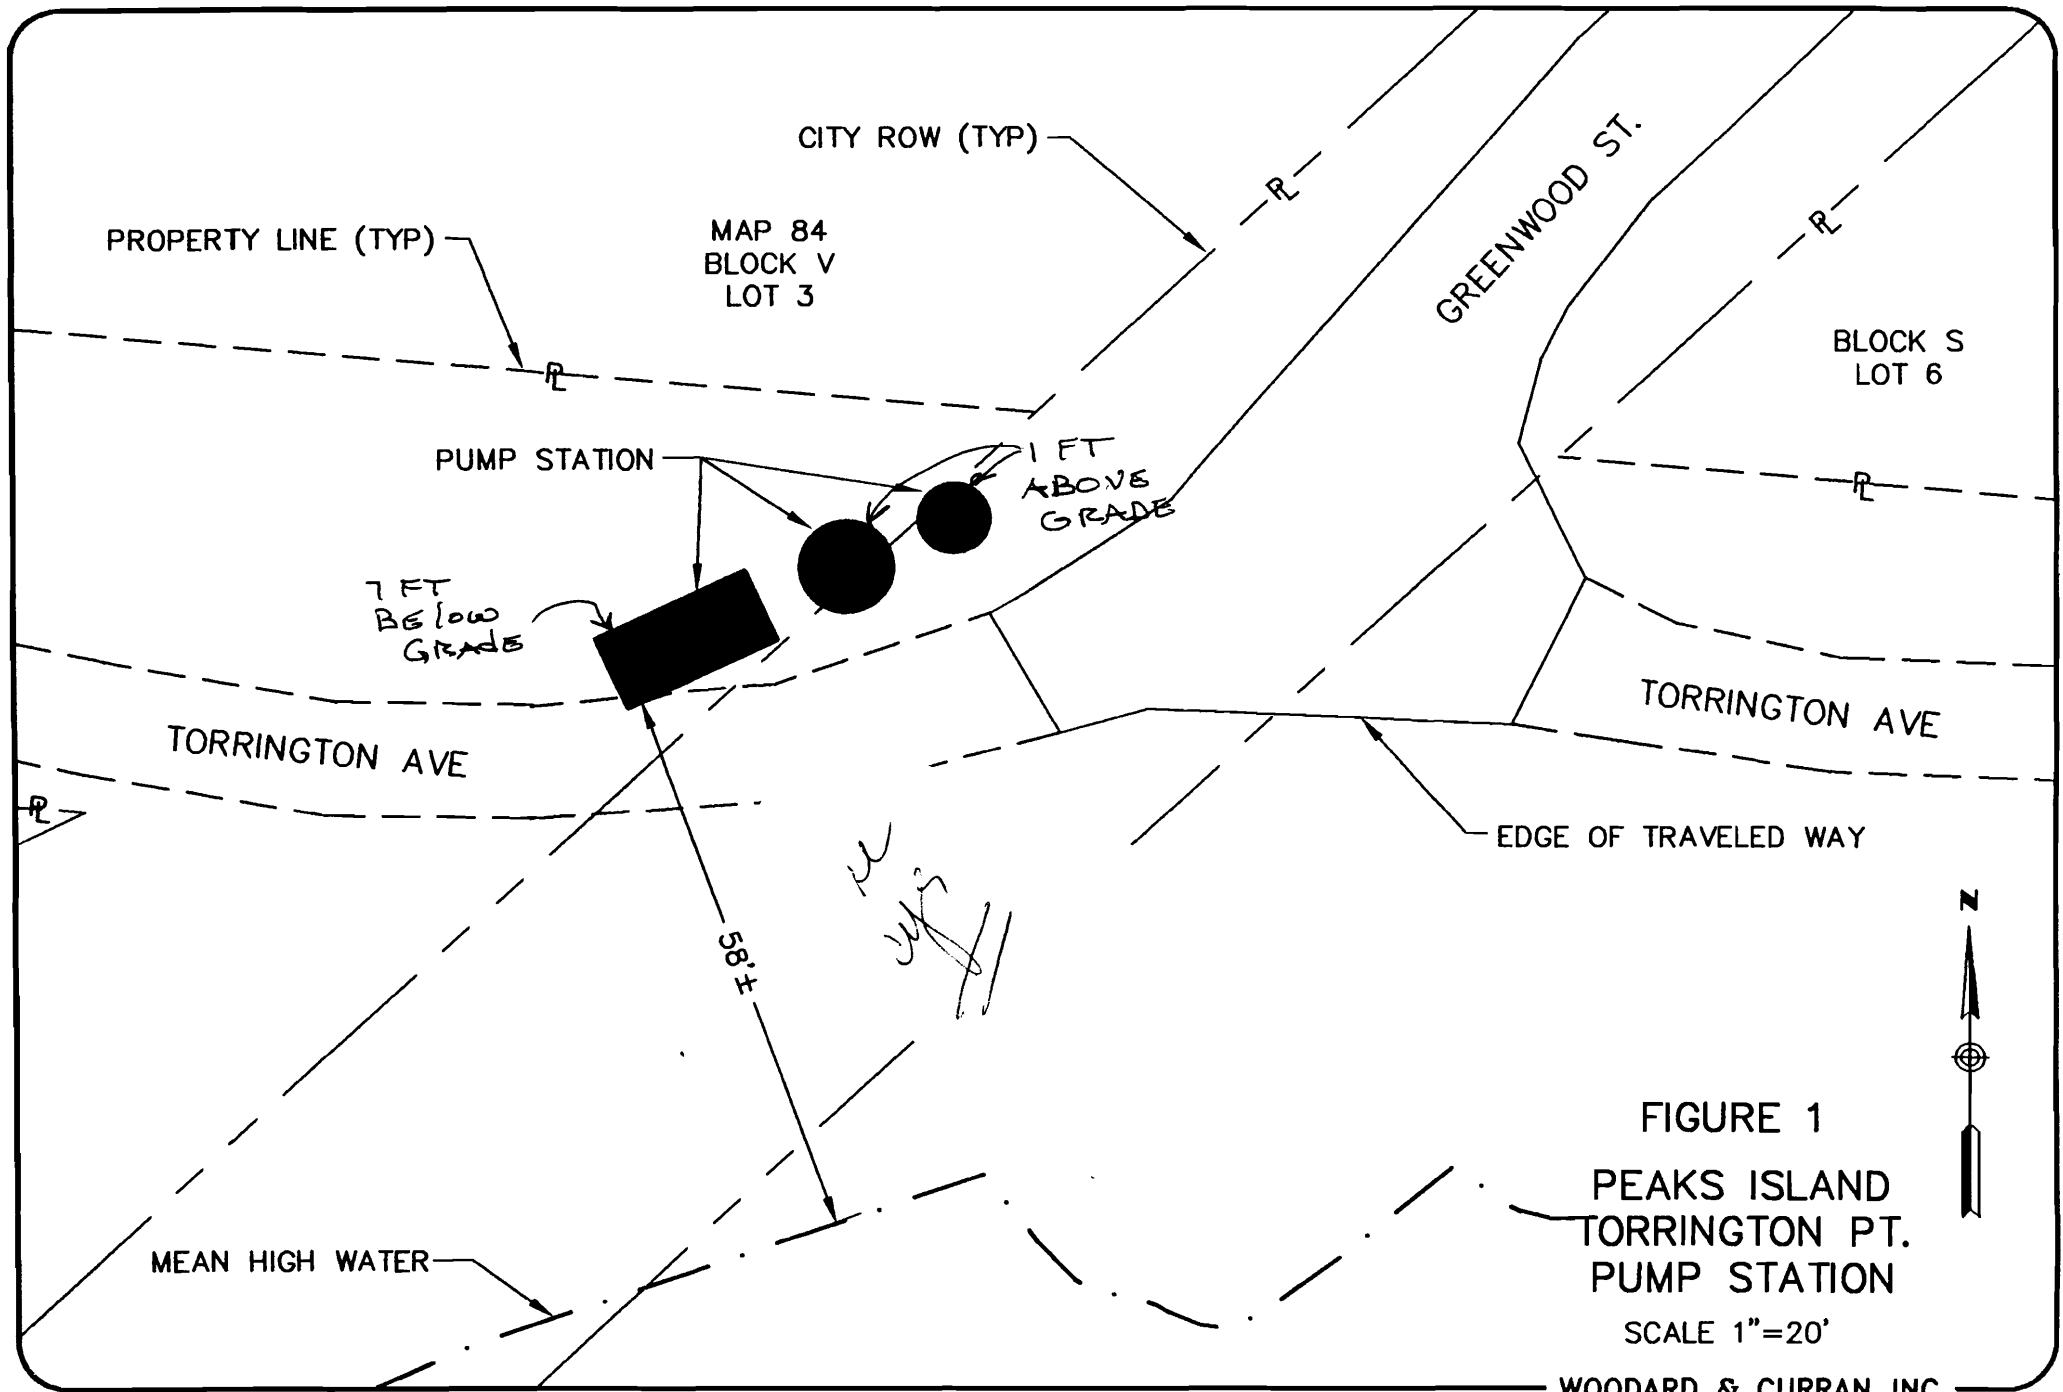 CITY ROW (TYP)
PROPERTY LINE (TYP)
MAP 84
BLOCK V
LOT 3
PL
PL
PL
GREENWOOD ST.
BLOCK S
LOT 6
PL
PUMP STATION
1 FT
ABOVE
GRADE
7 FT
BElow
GRAdE
TORRINGTON AVE
TORRINGTON AVE
PL
EDGE OF TRAVELED WAY
58'±
N
MEAN HIGH WATER
FIGURE 1
PEAKS ISLAND
TORRINGTON PT.
PUMP STATION
SCALE 1"=20'
WOODARD & CURRAN INC